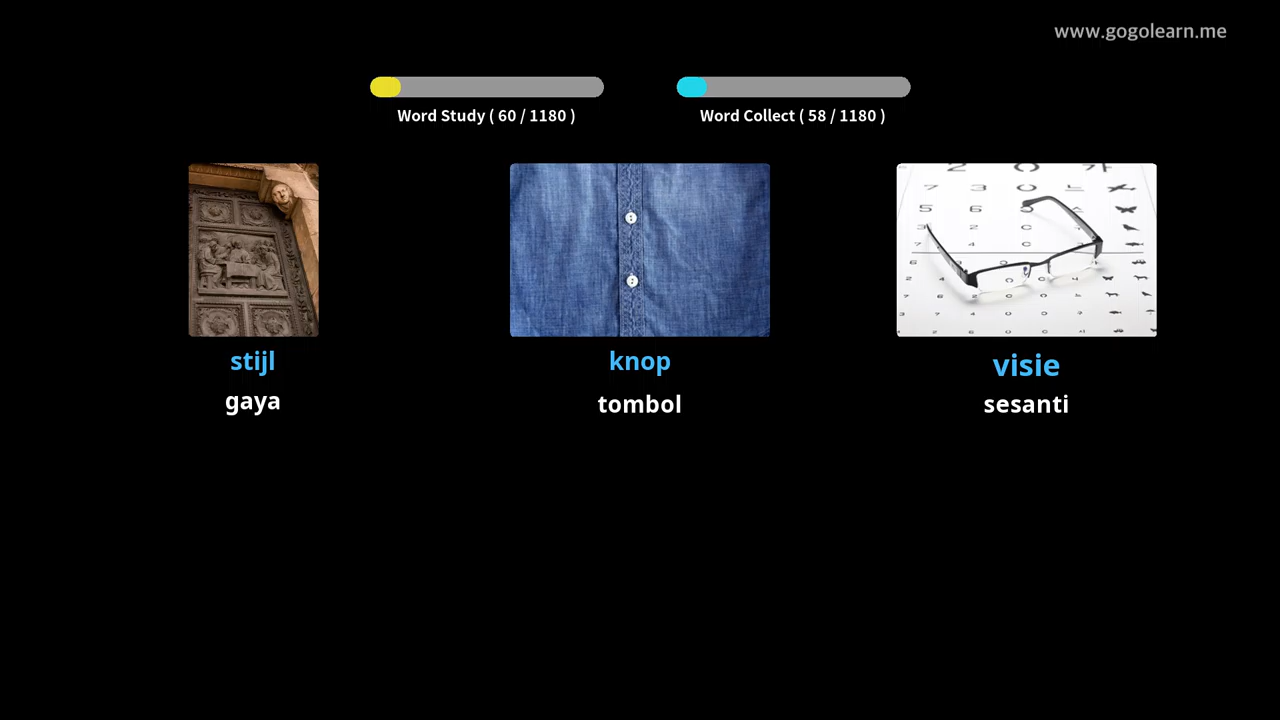 www.gogolearn.me
Word Study ( 60 / 1180 )
Word Collect ( 58 / 1180 )
stijl
gaya
knop
tombol
visie
sesanti